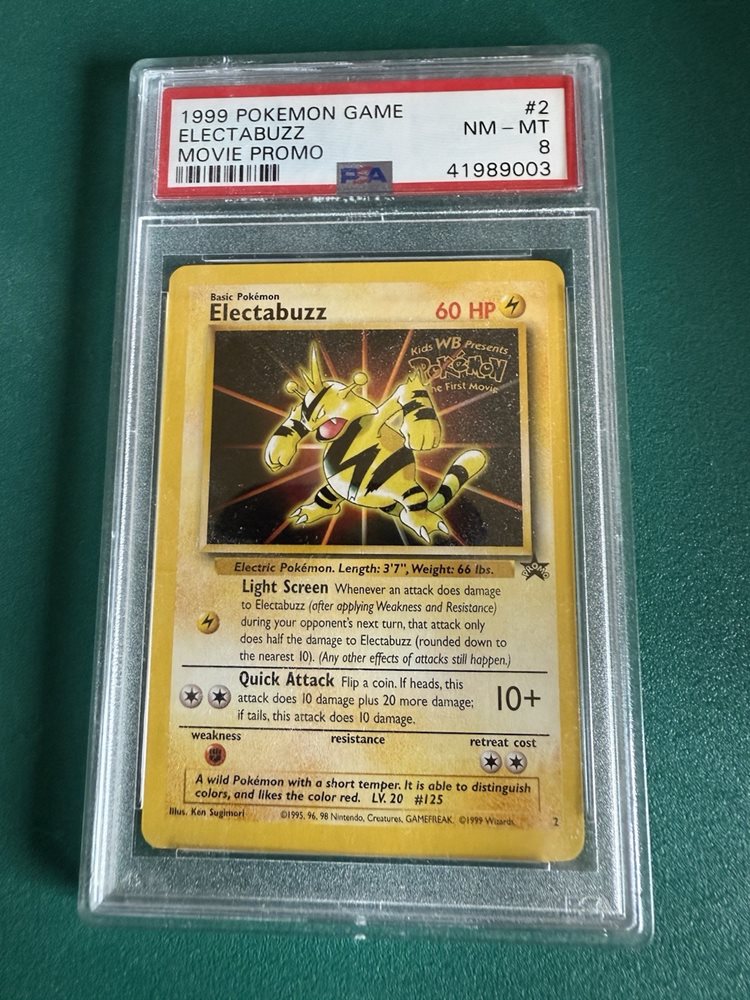 1999 POKEMON GAME #2
ELECTABUZZ NM - MT
MOVIE PROMO 8
PSA 41989003
Basic Pokémon
Electabuzz 60 HP
Kids WB Presents
POKéMON
The First Movie
Electric Pokémon. Length: 3'7", Weight: 66 lbs.
PROMO
Light Screen Whenever an attack does damage
to Electabuzz (after applying Weakness and Resistance)
during your opponent's next turn, that attack only
does half the damage to Electabuzz (rounded down to
the nearest 10). (Any other effects of attacks still happen.)
Quick Attack Flip a coin. If heads, this
attack does 10 damage plus 20 more damage; 10+
if tails, this attack does 10 damage.
weakness resistance retreat cost
A wild Pokémon with a short temper. It is able to distinguish
colors, and likes the color red. LV. 20 #125
Illus. Ken Sugimori ©1995, 96, 98 Nintendo, Creatures, GAMEFREAK. ©1999 Wizards. 2